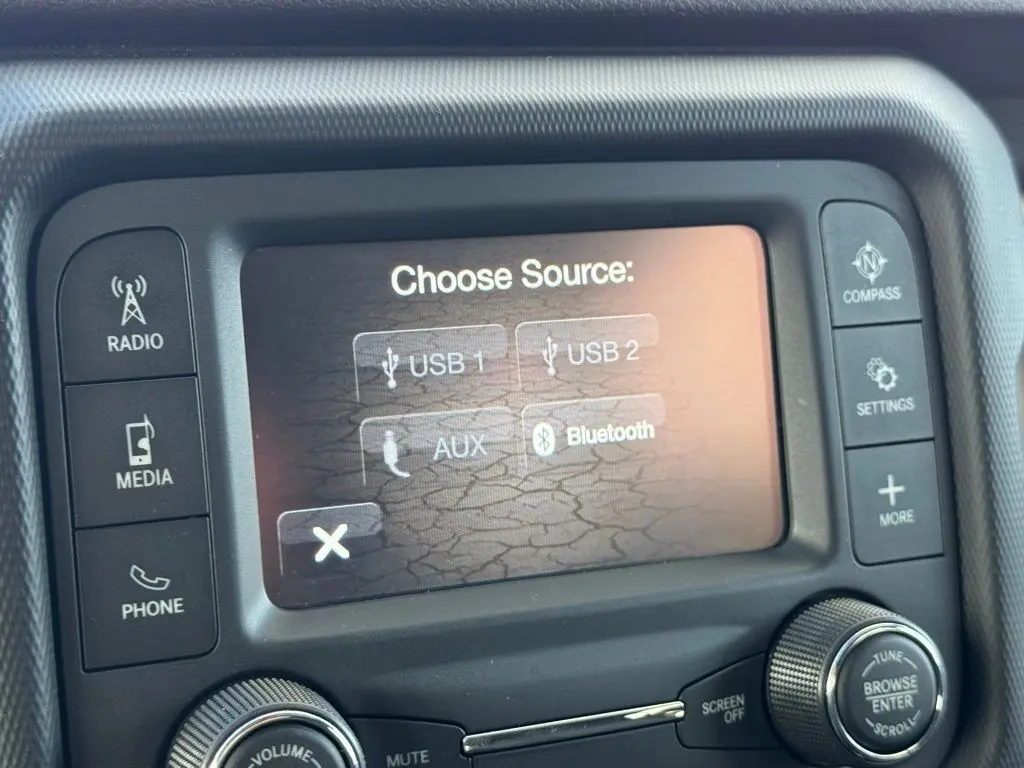 Choose Source:
USB 1
USB 2
AUX
Bluetooth
RADIO
MEDIA
PHONE
N
COMPASS
SETTINGS
MORE
VOLUME
MUTE
SCREEN
OFF
TUNE
BROWSE
ENTER
SCROLL